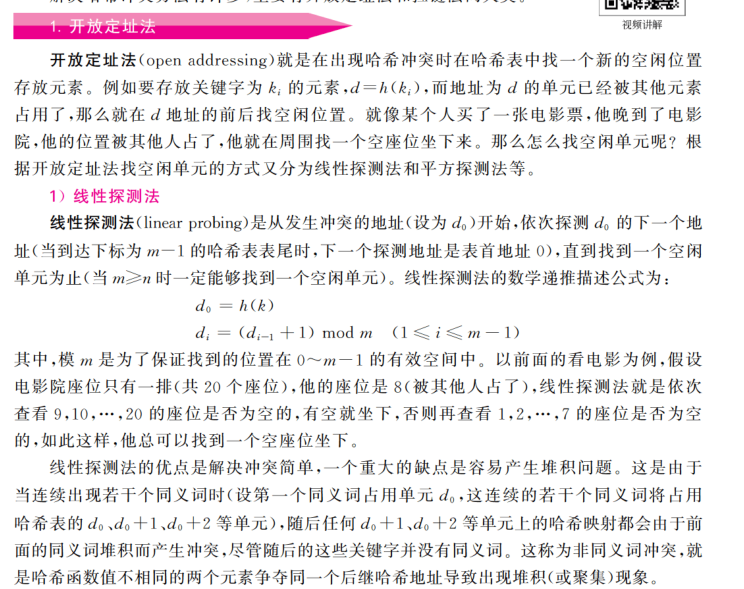 1. 开放定址法
视频讲解
开放定址法(open addressing)就是在出现哈希冲突时在哈希表中找一个新的空闲位置
存放元素。例如要存放关键字为 kᵢ 的元素,d=h(kᵢ),而地址为 d 的单元已经被其他元素
占用了,那么就在 d 地址的前后找空闲位置。就像某个人买了一张电影票,他晚到了电影
院,他的位置被其他人占了,他就在周围找一个空座位坐下来。那么怎么找空闲单元呢?根
据开放定址法找空闲单元的方式又分为线性探测法和平方探测法等。
1) 线性探测法
线性探测法(linear probing)是从发生冲突的地址(设为 d₀)开始,依次探测 d₀ 的下一个地
址(当到达下标为 m−1 的哈希表表尾时,下一个探测地址是表首地址 0),直到找到一个空闲
单元为止(当 m≥n 时一定能够找到一个空闲单元)。线性探测法的数学递推描述公式为:
d₀ = h(k)
dᵢ = (dᵢ₋₁ + 1) mod m (1 ≤ i ≤ m − 1)
其中,模 m 是为了保证找到的位置在 0~m−1 的有效空间中。以前面的看电影为例,假设
电影院座位只有一排(共 20 个座位),他的座位是 8(被其他人占了),线性探测法就是依次
查看 9,10,…,20 的座位是否为空的,有空就坐下,否则再查看 1,2,…,7 的座位是否为空
的,如此这样,他总可以找到一个空座位坐下。
线性探测法的优点是解决冲突简单,一个重大的缺点是容易产生堆积问题。这是由于
当连续出现若干个同义词时(设第一个同义词占用单元 d₀,这连续的若干个同义词将占用
哈希表的 d₀、d₀+1、d₀+2 等单元),随后任何 d₀+1、d₀+2 等单元上的哈希映射都会由于前
面的同义词堆积而产生冲突,尽管随后的这些关键字并没有同义词。这称为非同义词冲突,就
是哈希函数值不相同的两个元素争夺同一个后继哈希地址导致出现堆积(或聚集)现象。